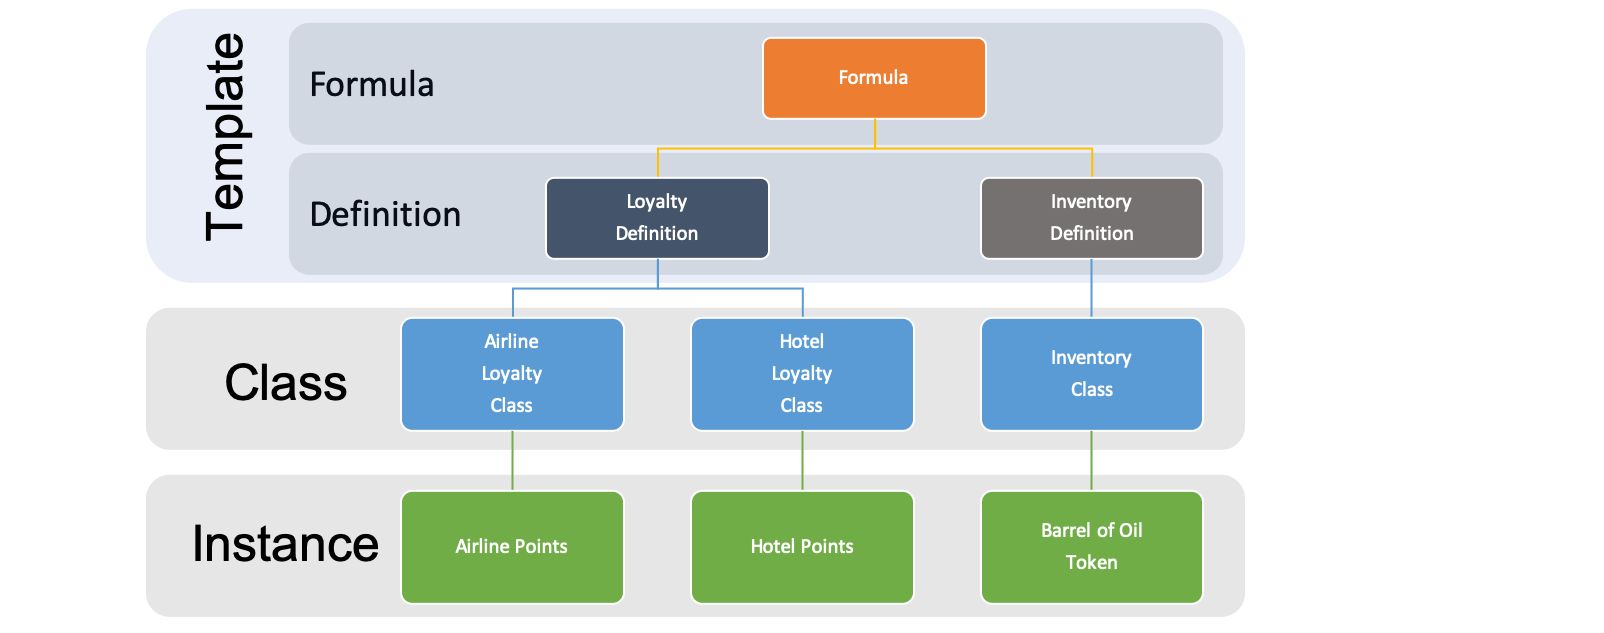 Template
Formula
Formula
Definition
Loyalty
Definition
Inventory
Definition
Class
Airline
Loyalty
Class
Hotel
Loyalty
Class
Inventory
Class
Instance
Airline Points
Hotel Points
Barrel of Oil
Token